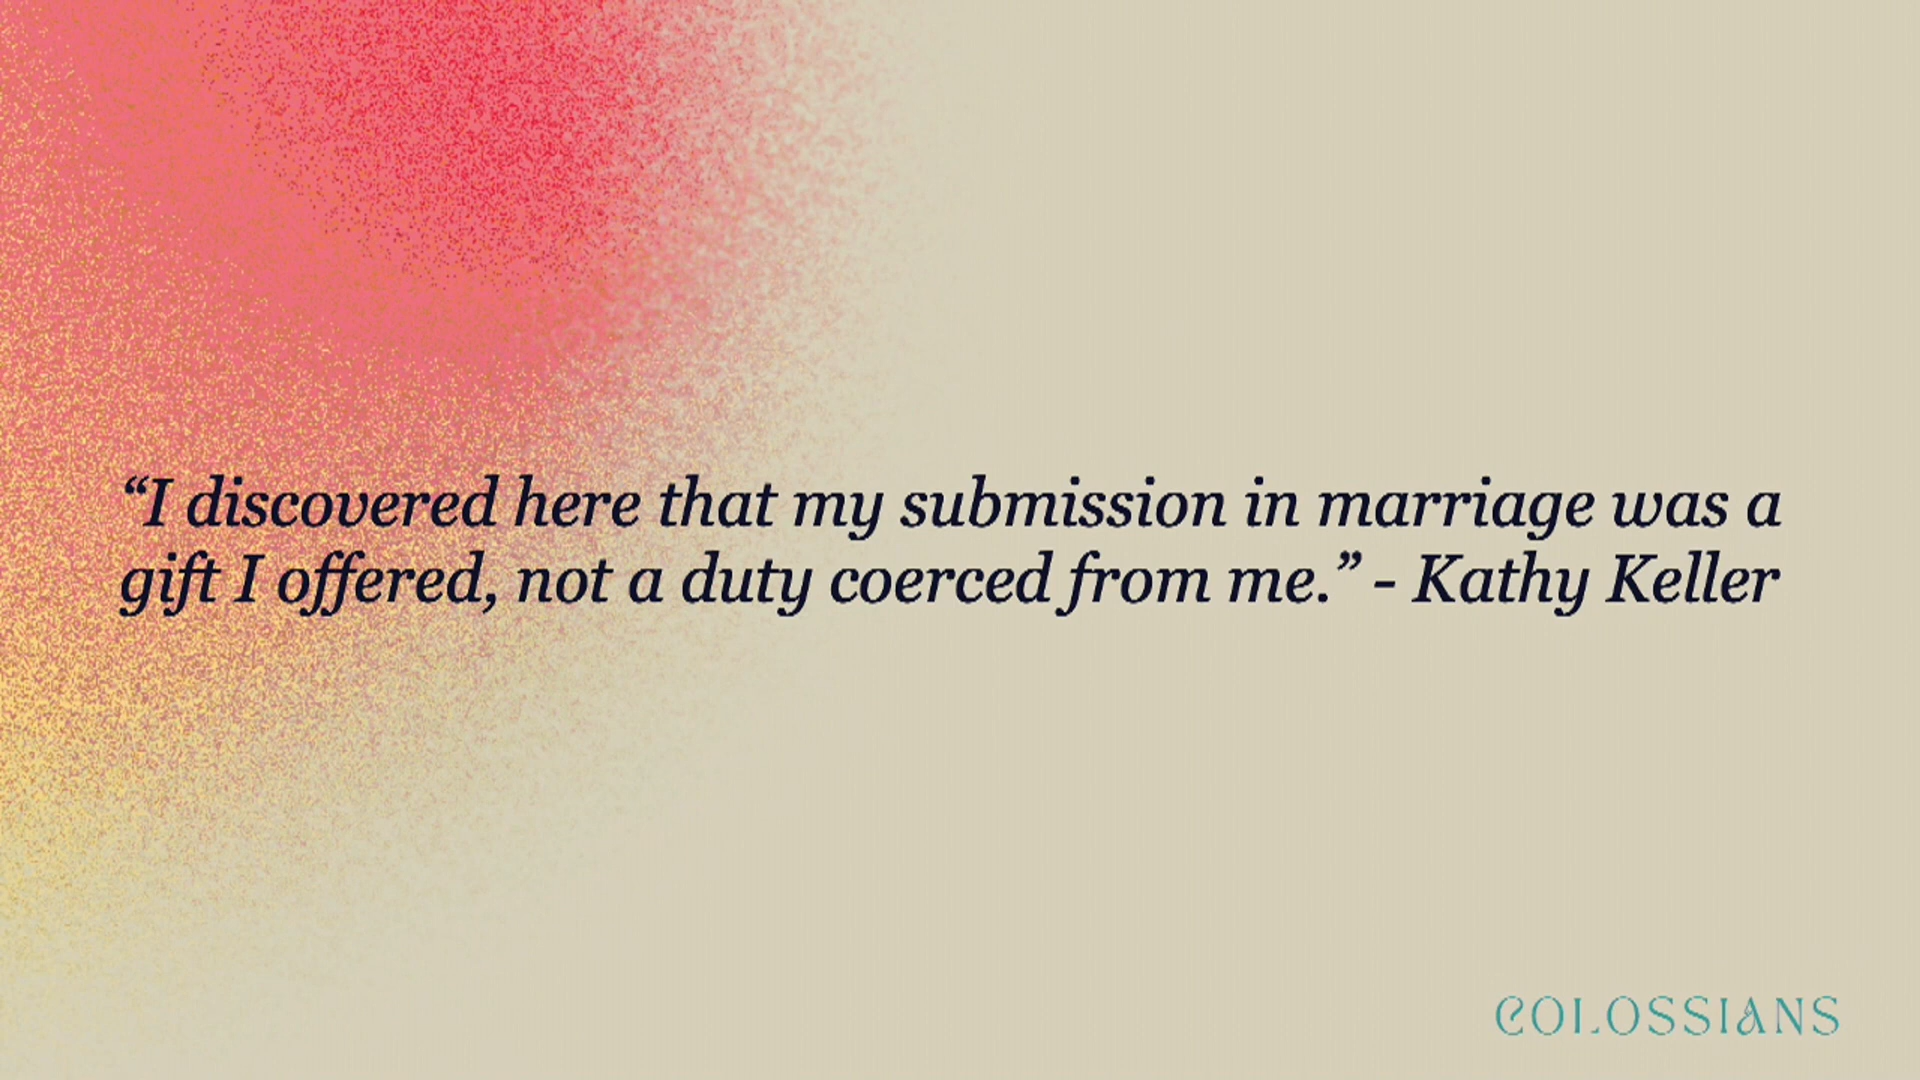 “I discovered here that my submission in marriage was a
gift I offered, not a duty coerced from me.” - Kathy Keller
COLOSSIANS